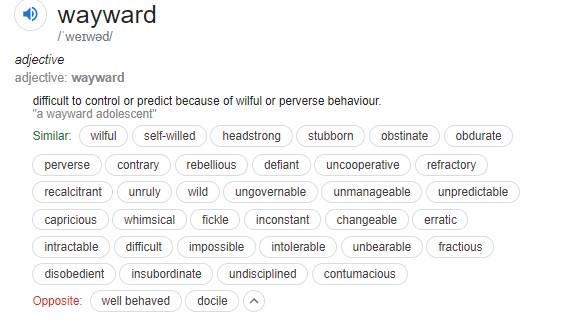 wayward
/ˈweɪwəd/
adjective
adjective: wayward
difficult to control or predict because of wilful or perverse behaviour.
"a wayward adolescent"
Similar: wilful self-willed headstrong stubborn obstinate obdurate
perverse contrary rebellious defiant uncooperative refractory
recalcitrant unruly wild ungovernable unmanageable unpredictable
capricious whimsical fickle inconstant changeable erratic
intractable difficult impossible intolerable unbearable fractious
disobedient insubordinate undisciplined contumacious
Opposite: well behaved docile